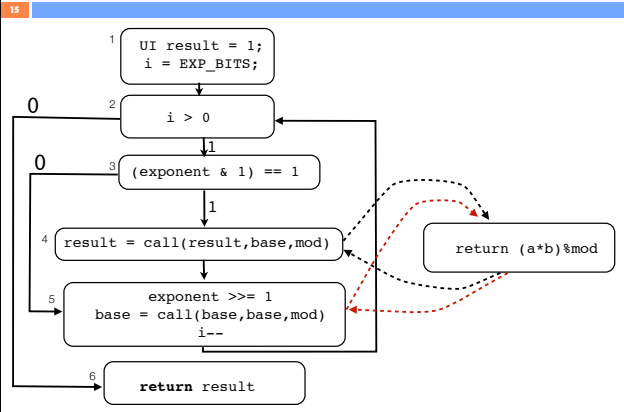 15
1
UI result = 1;
i = EXP_BITS;
0
2
i > 0
1
0
3
(exponent & 1) == 1
1
4
result = call(result,base,mod)
return (a*b)%mod
5
exponent >>= 1
base = call(base,base,mod)
i--
6
return result